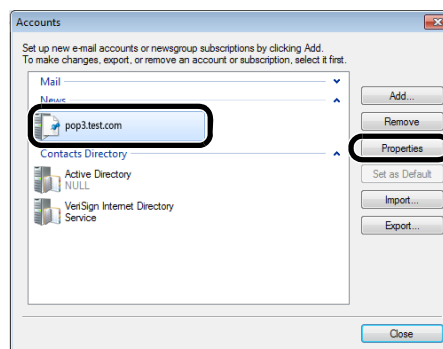 Accounts
Set up new e-mail accounts or newsgroup subscriptions by clicking Add.
To make changes, export, or remove an account or subscription, select it first.
Mail
News
pop3.test.com
Contacts Directory
Active Directory
NULL
VeriSign Internet Directory
Service
Add...
Remove
Properties
Set as Default
Import...
Export...
Close